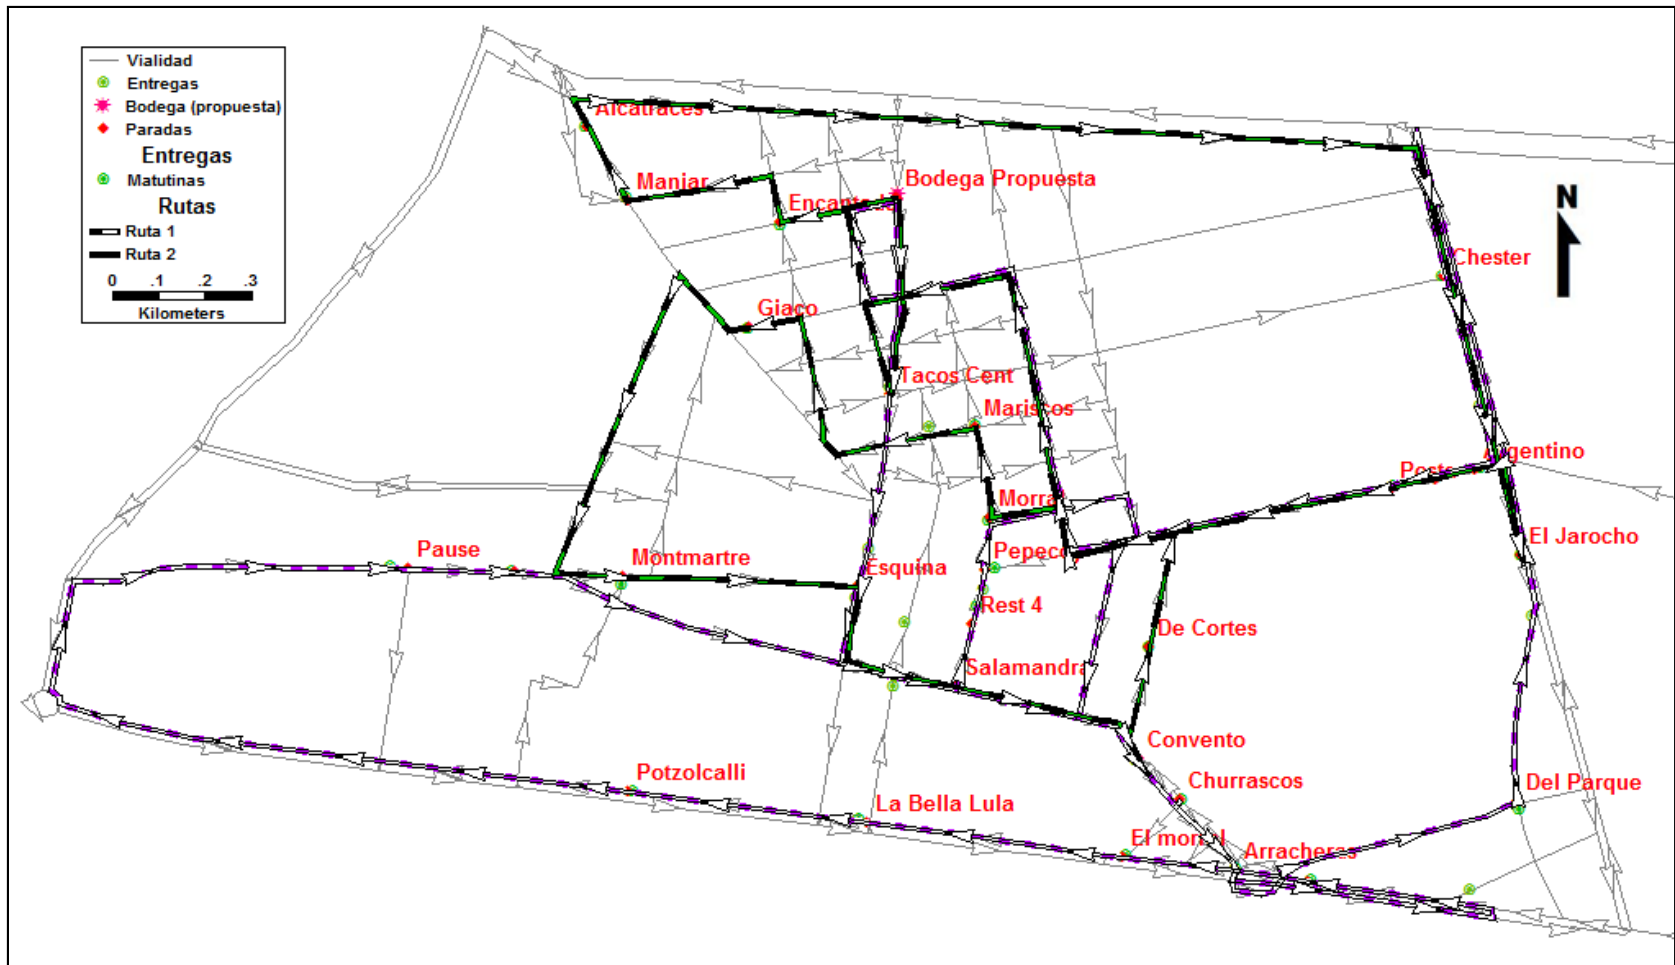 Vialidad
Entregas
Bodega (propuesta)
Paradas
Entregas
Matutinas
Rutas
Ruta 1
Ruta 2
0 .1 .2 .3
Kilometers
Alcatraces
Manjar
Bodega Propuesta
N
Chester
Giaco
Tacos Cent
Mariscos
Argentino
Morra
El Jarocho
Pause
Montmartre
Esquina
Rest 4
De Cortes
Salamandra
Convento
Potzolcalli
Churrascos
Del Parque
La Bella Lula
Arracheras